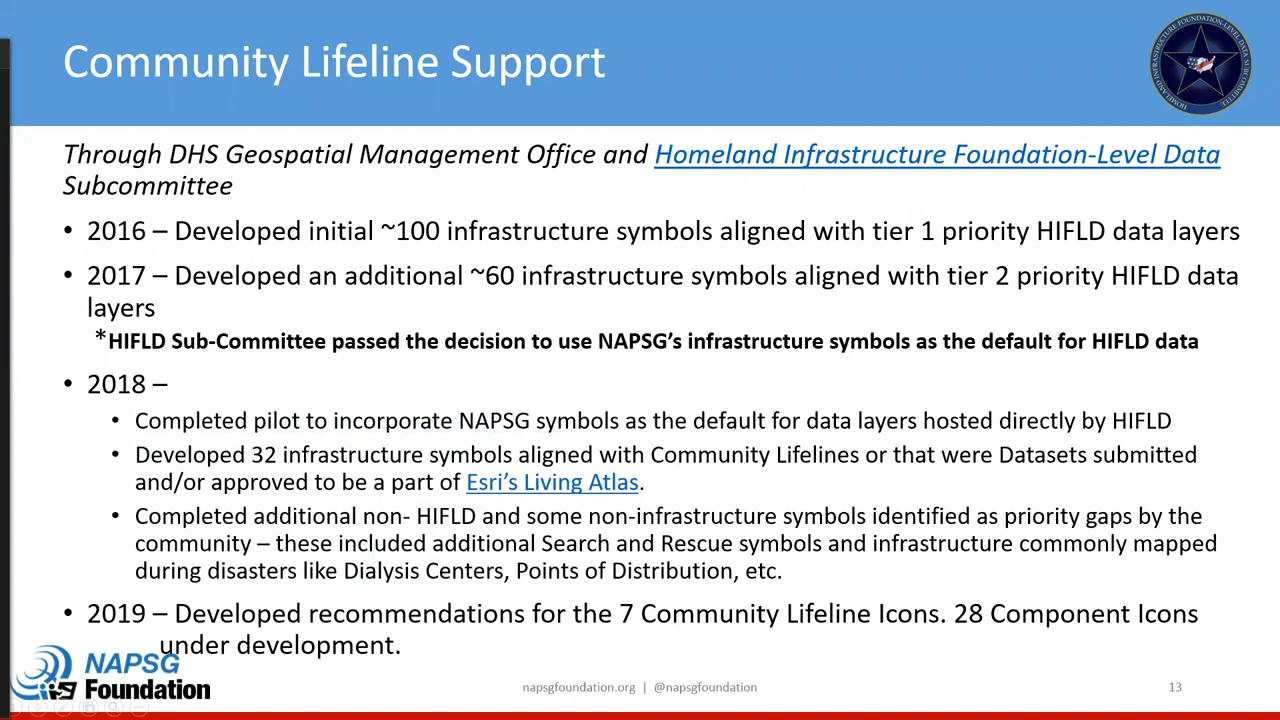 Community Lifeline Support
HOMELAND INFRASTRUCTURE FOUNDATION-LEVEL DATA SUBCOMMITTEE
Through DHS Geospatial Management Office and Homeland Infrastructure Foundation-Level Data
Subcommittee
• 2016 – Developed initial ~100 infrastructure symbols aligned with tier 1 priority HIFLD data layers
• 2017 – Developed an additional ~60 infrastructure symbols aligned with tier 2 priority HIFLD data
layers
*HIFLD Sub-Committee passed the decision to use NAPSG’s infrastructure symbols as the default for HIFLD data
• 2018 –
• Completed pilot to incorporate NAPSG symbols as the default for data layers hosted directly by HIFLD
• Developed 32 infrastructure symbols aligned with Community Lifelines or that were Datasets submitted
and/or approved to be a part of Esri’s Living Atlas.
• Completed additional non- HIFLD and some non-infrastructure symbols identified as priority gaps by the
community – these included additional Search and Rescue symbols and infrastructure commonly mapped
during disasters like Dialysis Centers, Points of Distribution, etc.
• 2019 – Developed recommendations for the 7 Community Lifeline Icons. 28 Component Icons
under development.
NAPSG
Foundation
napsgfoundation.org | @napsgfoundation
13